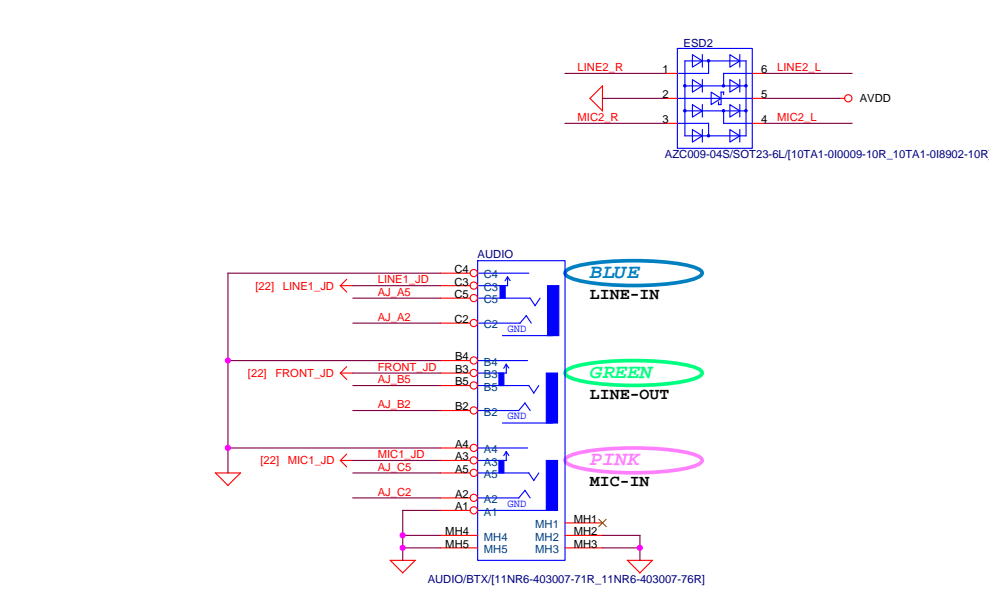 ESD2
LINE2_R 1 6 LINE2_L
2 5 AVDD
MIC2_R 3 4 MIC2_L
AZC009-04S/SOT23-6L/[10TA1-0I0009-10R_10TA1-0I8902-10R
AUDIO
C4 C4 BLUE
[22] LINE1_JD LINE1_JD C3 C3
AJ_A5 C5 C5 LINE-IN
AJ_A2 C2 C2 GND
B4 B4
[22] FRONT_JD FRONT_JD B3 B3 GREEN
AJ_B5 B5 B5 LINE-OUT
AJ_B2 B2 B2 GND
A4 A4
[22] MIC1_JD MIC1_JD A3 A3 PINK
AJ_C5 A5 A5 MIC-IN
AJ_C2 A2 A2 GND
A1 A1
MH1 MH1
MH4 MH4 MH2 MH2
MH5 MH5 MH3 MH3
AUDIO/BTX/[11NR6-403007-71R_11NR6-403007-76R]